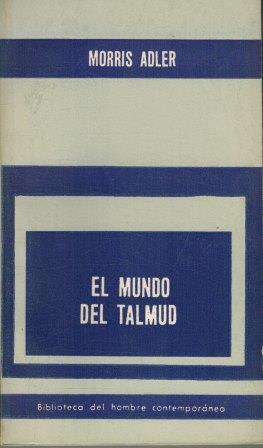 MORRIS ADLER
EL MUNDO
DEL TALMUD
Biblioteca del hombre contemporáneo